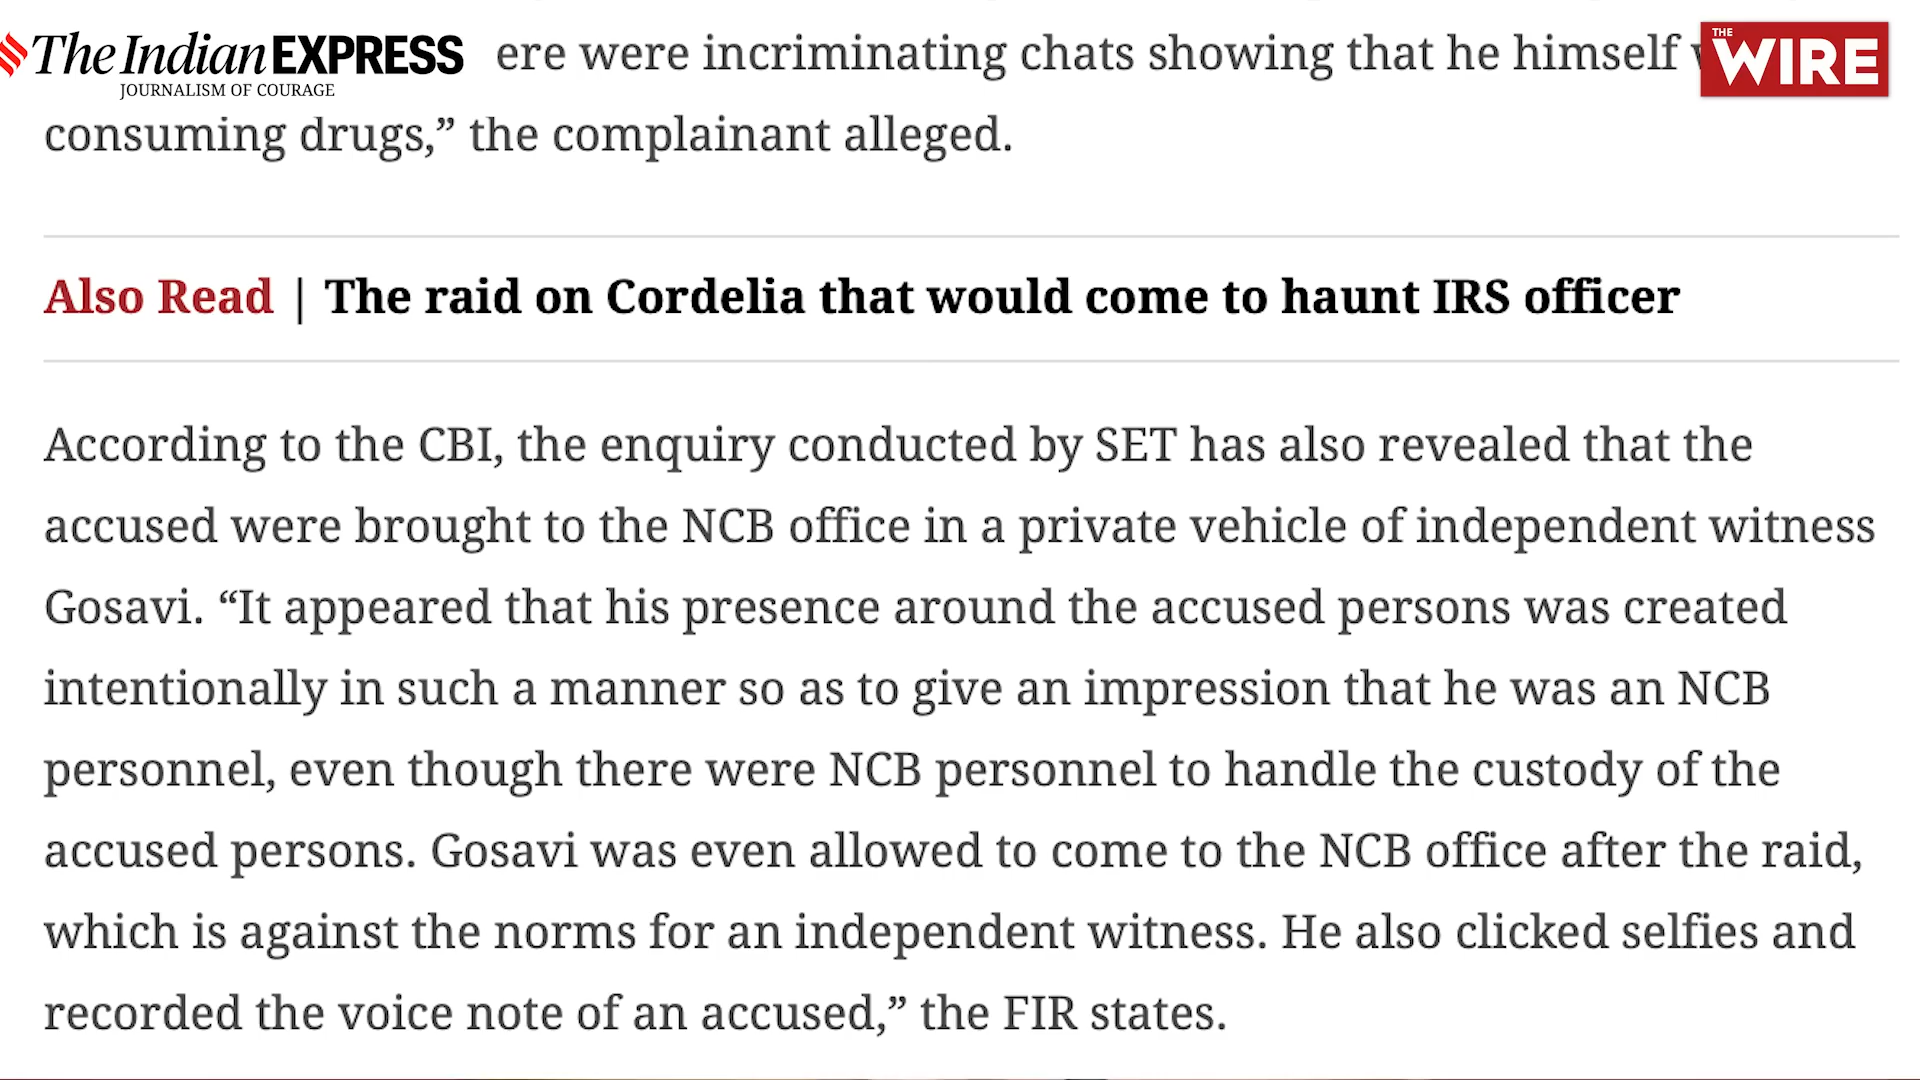 The Indian EXPRESS
JOURNALISM OF COURAGE
THE WIRE
ere were incriminating chats showing that he himself
consuming drugs,” the complainant alleged.
Also Read | The raid on Cordelia that would come to haunt IRS officer
According to the CBI, the enquiry conducted by SET has also revealed that the
accused were brought to the NCB office in a private vehicle of independent witness
Gosavi. “It appeared that his presence around the accused persons was created
intentionally in such a manner so as to give an impression that he was an NCB
personnel, even though there were NCB personnel to handle the custody of the
accused persons. Gosavi was even allowed to come to the NCB office after the raid,
which is against the norms for an independent witness. He also clicked selfies and
recorded the voice note of an accused,” the FIR states.